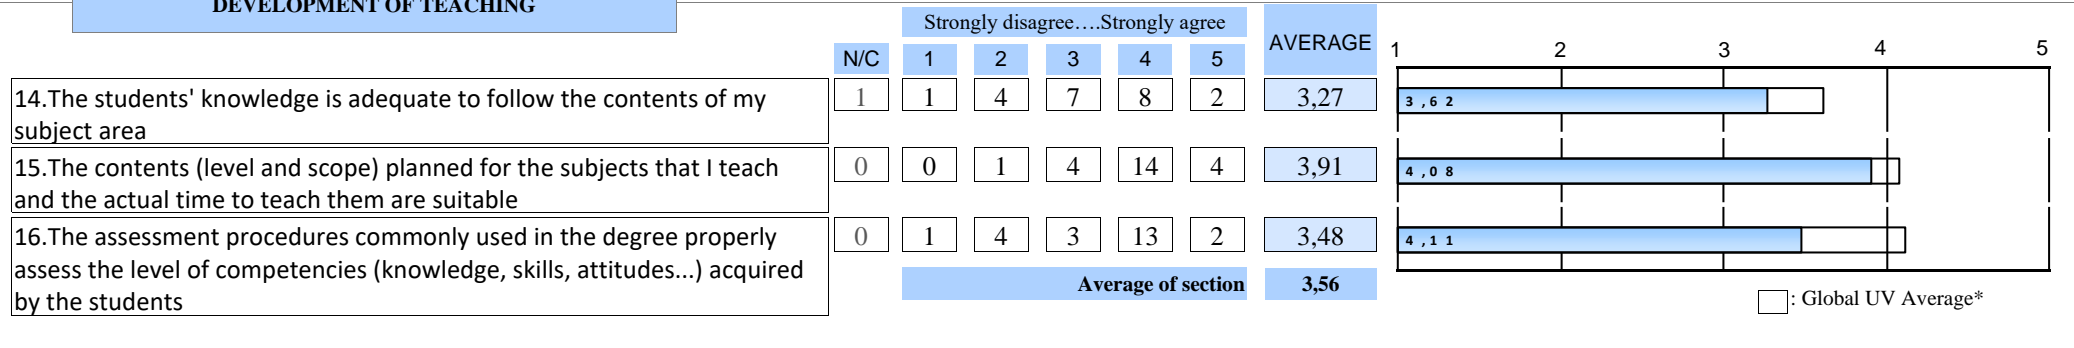 DEVELOPMENT OF TEACHING
Strongly disagree….Strongly agree
AVERAGE
N/C 1 2 3 4 5
1 2 3 4 5
14.The students' knowledge is adequate to follow the contents of my
subject area
1 1 4 7 8 2 3,27
3,62
15.The contents (level and scope) planned for the subjects that I teach
and the actual time to teach them are suitable
0 0 1 4 14 4 3,91
4,08
16.The assessment procedures commonly used in the degree properly
assess the level of competencies (knowledge, skills, attitudes...) acquired
by the students
0 1 4 3 13 2 3,48
4,11
Average of section 3,56
: Global UV Average*